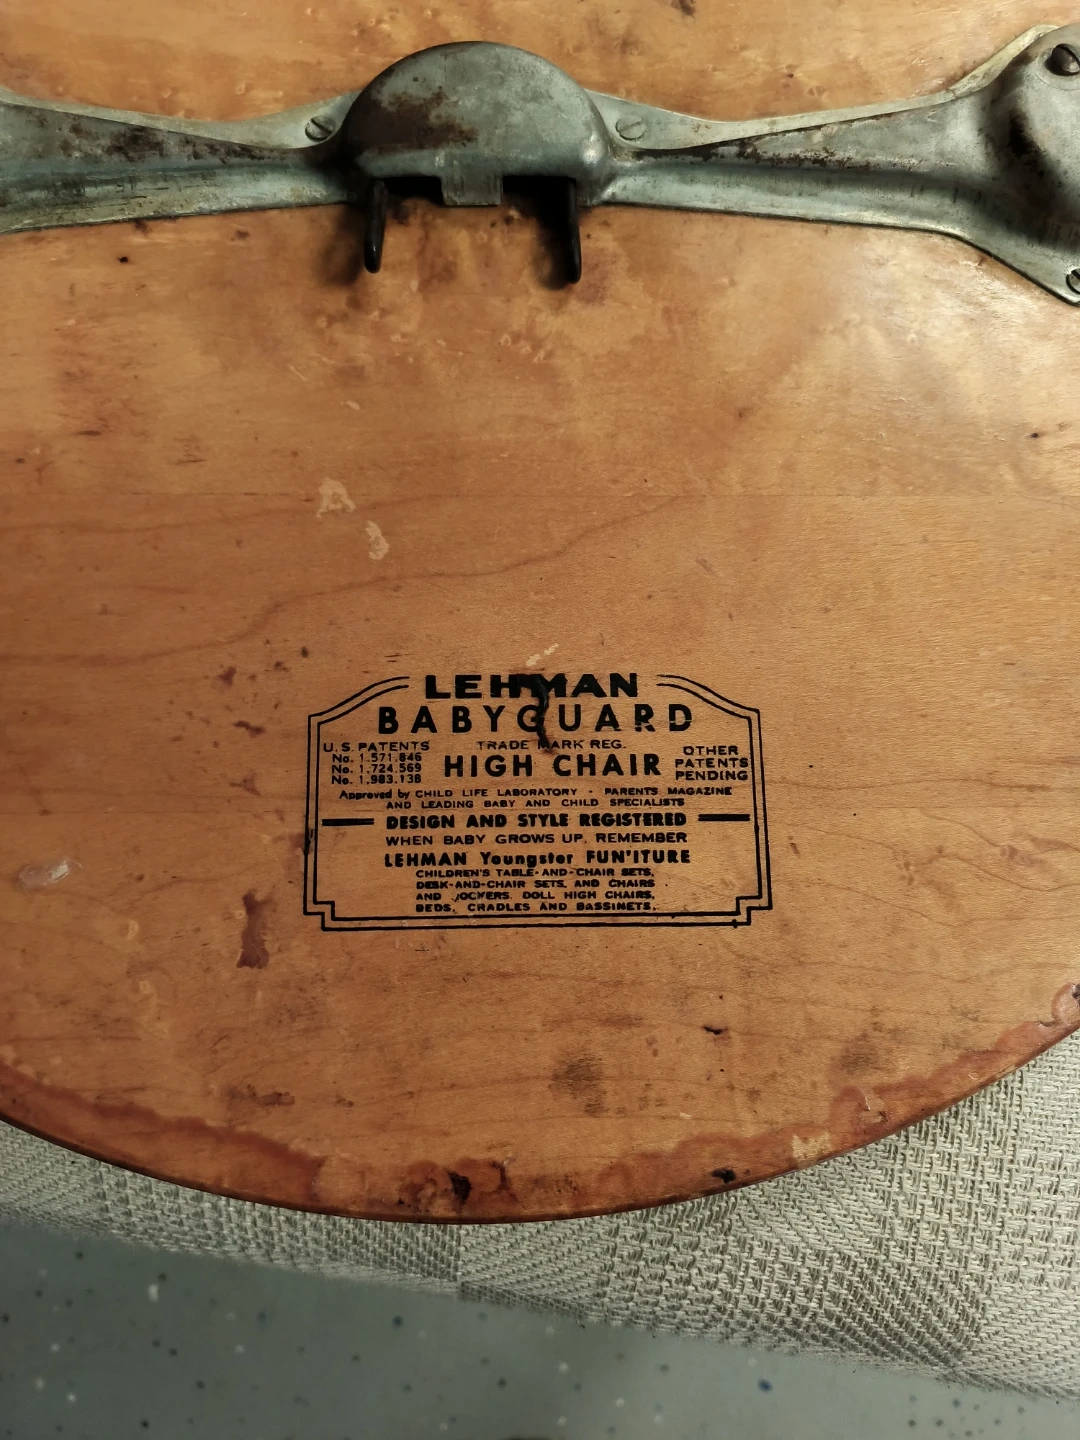 LEHMAN
BABYGUARD
TRADE MARK REG.
U.S. PATENTS
No. 1.571.846
No. 1.724.569
No. 1.983.138
HIGH CHAIR
OTHER
PATENTS
PENDING
Approved by CHILD LIFE LABORATORY - PARENTS MAGAZINE
AND LEADING BABY AND CHILD SPECIALISTS
DESIGN AND STYLE REGISTERED
WHEN BABY GROWS UP, REMEMBER
LEHMAN Youngster FUN'ITURE
CHILDREN'S TABLE-AND-CHAIR SETS,
DESK-AND-CHAIR SETS, AND CHAIRS
AND ROCKERS. DOLL HIGH CHAIRS,
BEDS, CRADLES AND BASSINETS.